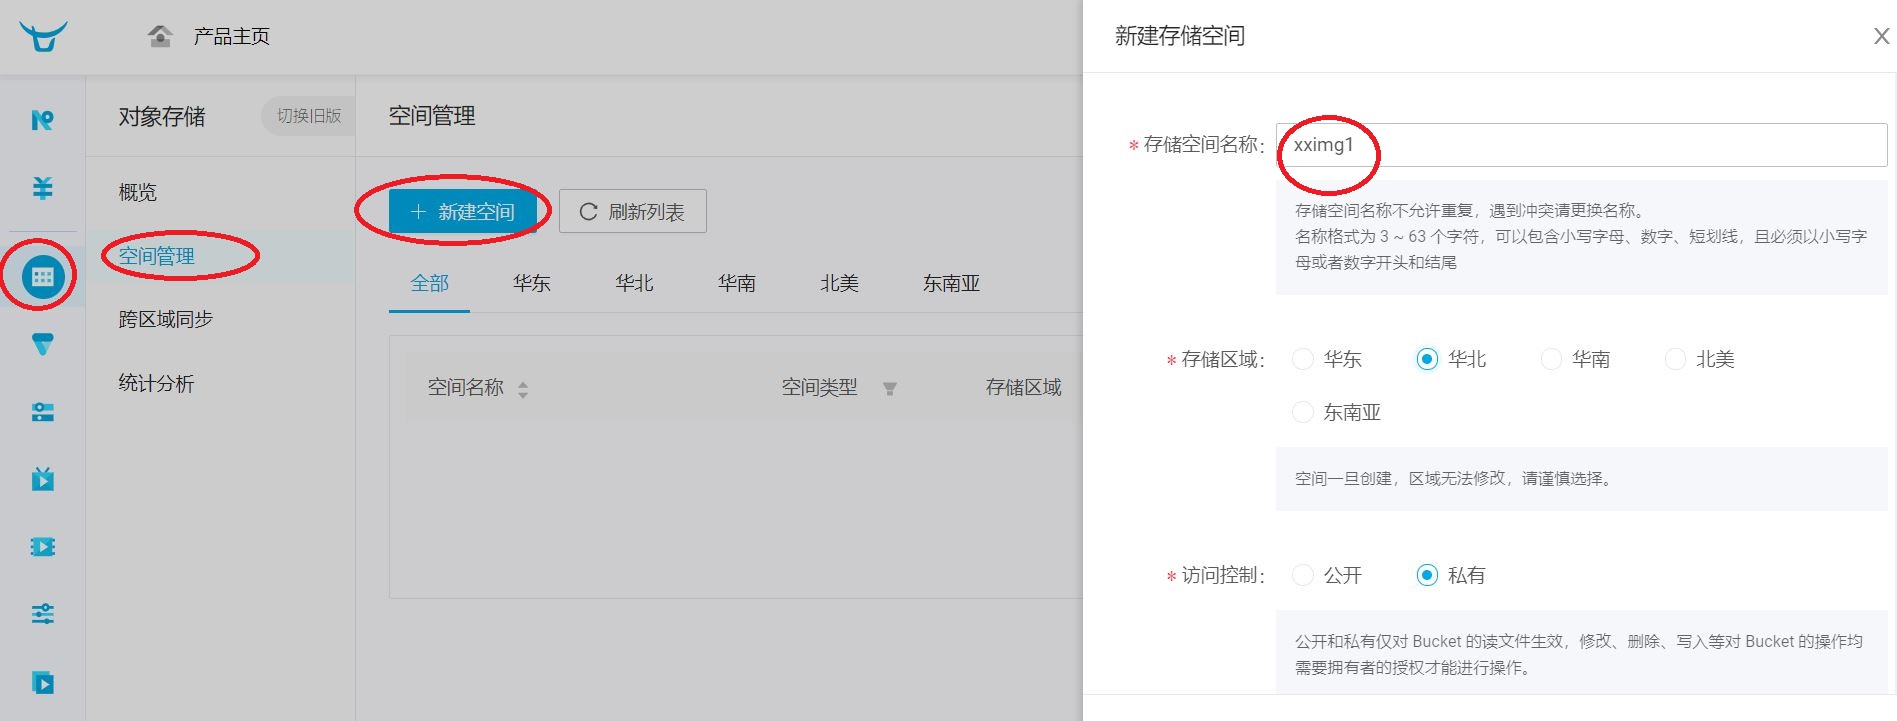 产品主页
对象存储
切换旧版
概览
空间管理
跨区域同步
统计分析
空间管理
+ 新建空间
刷新列表
全部 华东 华北 华南 北美 东南亚
空间名称 空间类型 存储区域
新建存储空间 X
* 存储空间名称: xximg1
存储空间名称不允许重复，遇到冲突请更换名称。
名称格式为 3 ~ 63 个字符，可以包含小写字母、数字、短划线，且必须以小写字
母或者数字开头和结尾
* 存储区域: 华东 华北 华南 北美
东南亚
空间一旦创建，区域无法修改，请谨慎选择。
* 访问控制: 公开 私有
公开和私有仅对 Bucket 的读文件生效，修改、删除、写入等对 Bucket 的操作均
需要拥有者的授权才能进行操作。